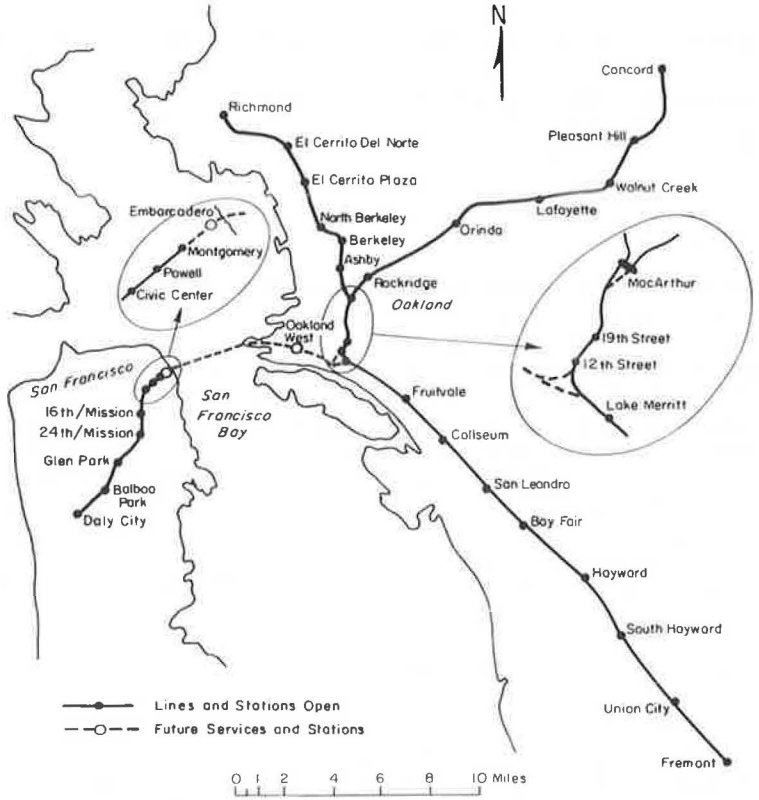 N
Concord
Richmond
Pleasant Hill
El Cerrito Del Norte
El Cerrito Plaza
Walnut Creek
Lafayette
Embarcadero
North Berkeley
Orinda
Berkeley
Montgomery
Ashby
Powell
Rockridge
MacArthur
Civic Center
Oakland
Oakland
West
19th Street
12th Street
San Francisco
San
Francisco
Bay
Fruitvale
Lake Merritt
16th/Mission
24th/Mission
Coliseum
Glen Park
San Leandro
Balboa
Park
Daly City
Bay Fair
Hayward
South Hayward
Lines and Stations Open
Union City
Future Services and Stations
Fremont
0 1 2 4 6 8 10 Miles